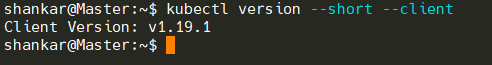 shankar@Master:~$ kubectl version --short --client
Client Version: v1.19.1
shankar@Master:~$